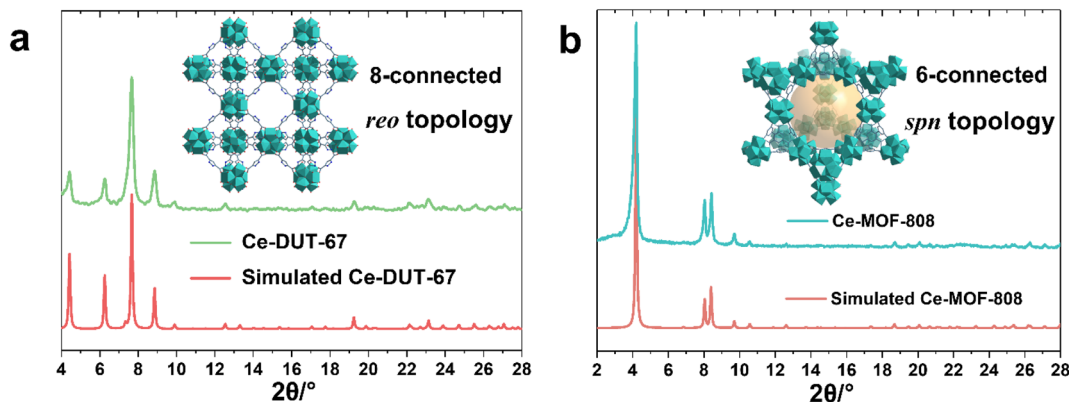 a
8-connected
reo topology
Ce-DUT-67
Simulated Ce-DUT-67
4 6 8 10 12 14 16 18 20 22 24 26 28
2θ/°
b
6-connected
spn topology
Ce-MOF-808
Simulated Ce-MOF-808
2 4 6 8 10 12 14 16 18 20 22 24 26 28
2θ/°